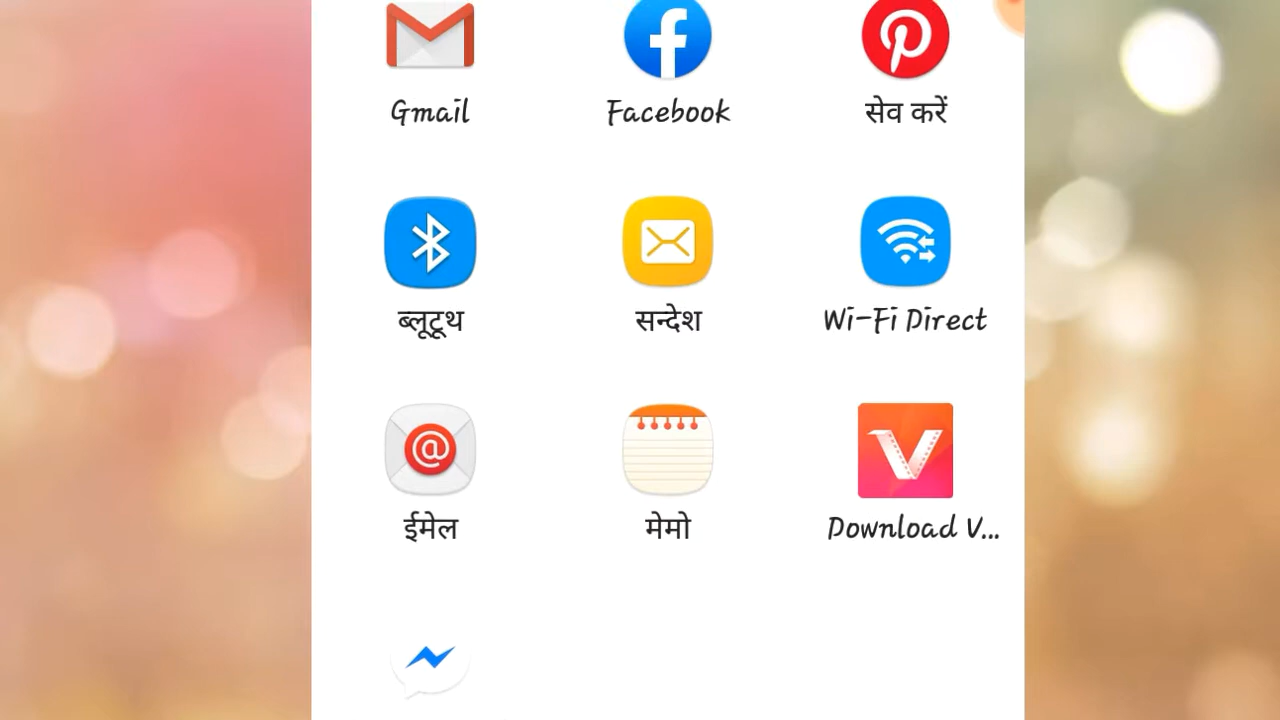 Gmail
Facebook
सेव करें
ब्लूटूथ
सन्देश
Wi-Fi Direct
ईमेल
मेमो
Download V...